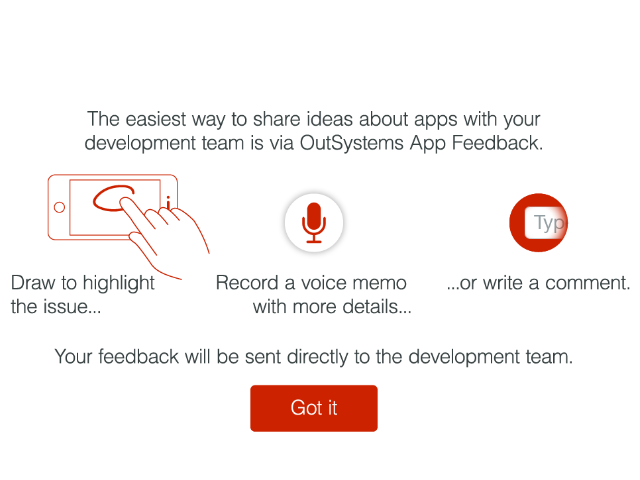 The easiest way to share ideas about apps with your
development team is via OutSystems App Feedback.
i
Typ
Draw to highlight
the issue...
Record a voice memo
with more details...
...or write a comment.
Your feedback will be sent directly to the development team.
Got it